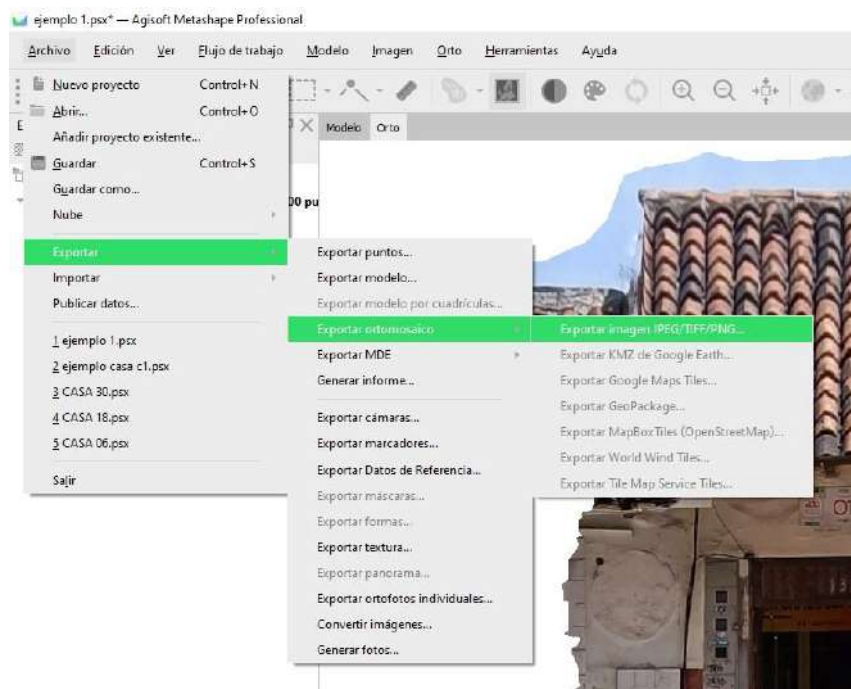 ejemplo 1.psx* — Agisoft Metashape Professional
Archivo Edición Ver Flujo de trabajo Modelo Imagen Orto Herramientas Ayuda
Nuevo proyecto Control+N
Abrir... Control+O
Añadir proyecto existente...
Guardar Control+S
Guardar como...
Nube
Exportar
Importar
Publicar datos...
1 ejemplo 1.psx
2 ejemplo casa c1.psx
3 CASA 30.psx
4 CASA 18.psx
5 CASA 06.psx
Salir
Modelo Orto
00 pu
Exportar puntos...
Exportar modelo...
Exportar modelo por cuadrículas...
Exportar ortomosaico
Exportar MDE
Generar informe...
Exportar cámaras...
Exportar marcadores...
Exportar Datos de Referencia...
Exportar máscaras...
Exportar formas...
Exportar textura...
Exportar panorama...
Exportar ortofotos individuales...
Convertir imágenes...
Generar fotos...
Exportar imagen JPEG/TIFF/PNG...
Exportar KMZ de Google Earth...
Exportar Google Maps Tiles...
Exportar GeoPackage...
Exportar MapBox Tiles (OpenStreetMap)...
Exportar World Wind Tiles...
Exportar Tile Map Service Tiles...